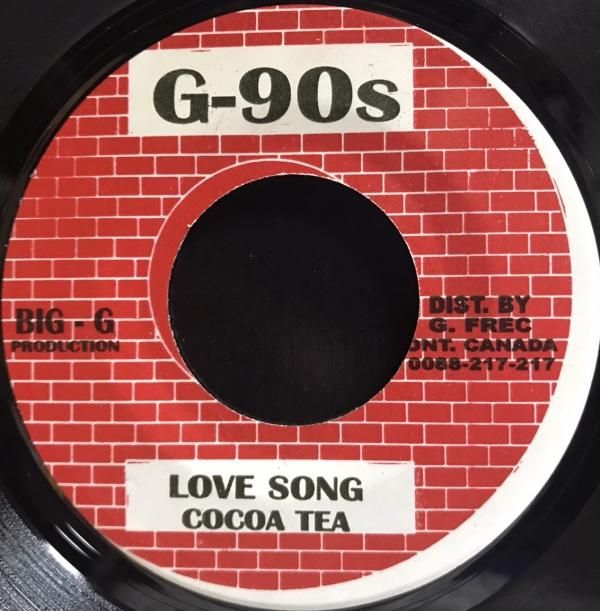 G-90s
BIG - G
PRODUCTION
DIST. BY
G. FREC
ONT. CANADA
0088-217-217
LOVE SONG
COCOA TEA